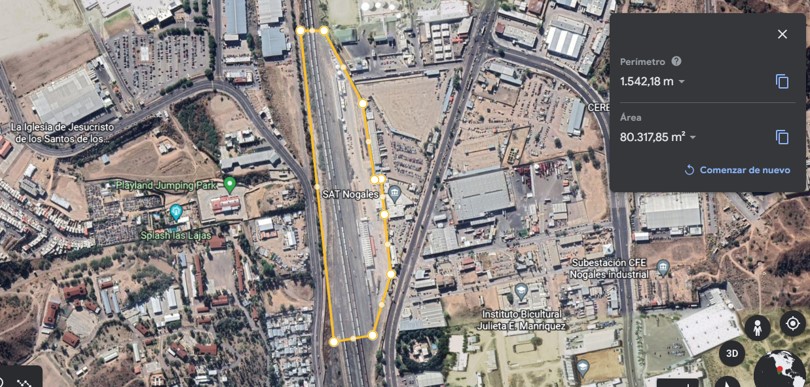 Perímetro
1.542,18 m
Área
80.317,85 m²
Comenzar de nuevo
CERE
La Iglesia de Jesucristo
de los Santos de los...
Playland Jumping Park
SAT Nogales
Splash las Lajas
Subestación CFE
Nogales Industrial
Instituto Bicultural
Julieta E. Manriquez
3D